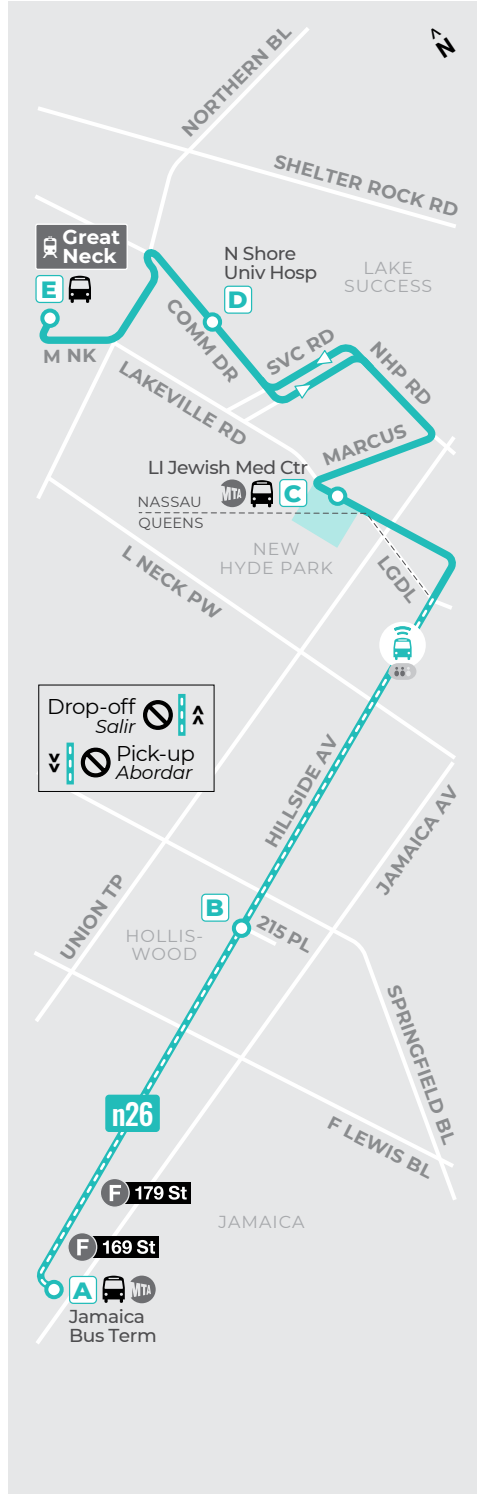 N
NORTHERN BL
SHELTER ROCK RD
Great
Neck
N Shore
Univ Hosp
LAKE
SUCCESS
E
D
M NK
COMM DR
SVC RD
NHP RD
LAKEVILLE RD
MARCUS
LI Jewish Med Ctr
MTA
C
NASSAU
QUEENS
NEW
HYDE PARK
LGDL
L NECK PW
Drop-off
Salir
Pick-up
Abordar
HILLSIDE AV
JAMAICA AV
UNION TP
B
215 PL
HOLLIS-
WOOD
SPRINGFIELD BL
n26
F LEWIS BL
F 179 St
JAMAICA
F 169 St
A
MTA
Jamaica
Bus Term